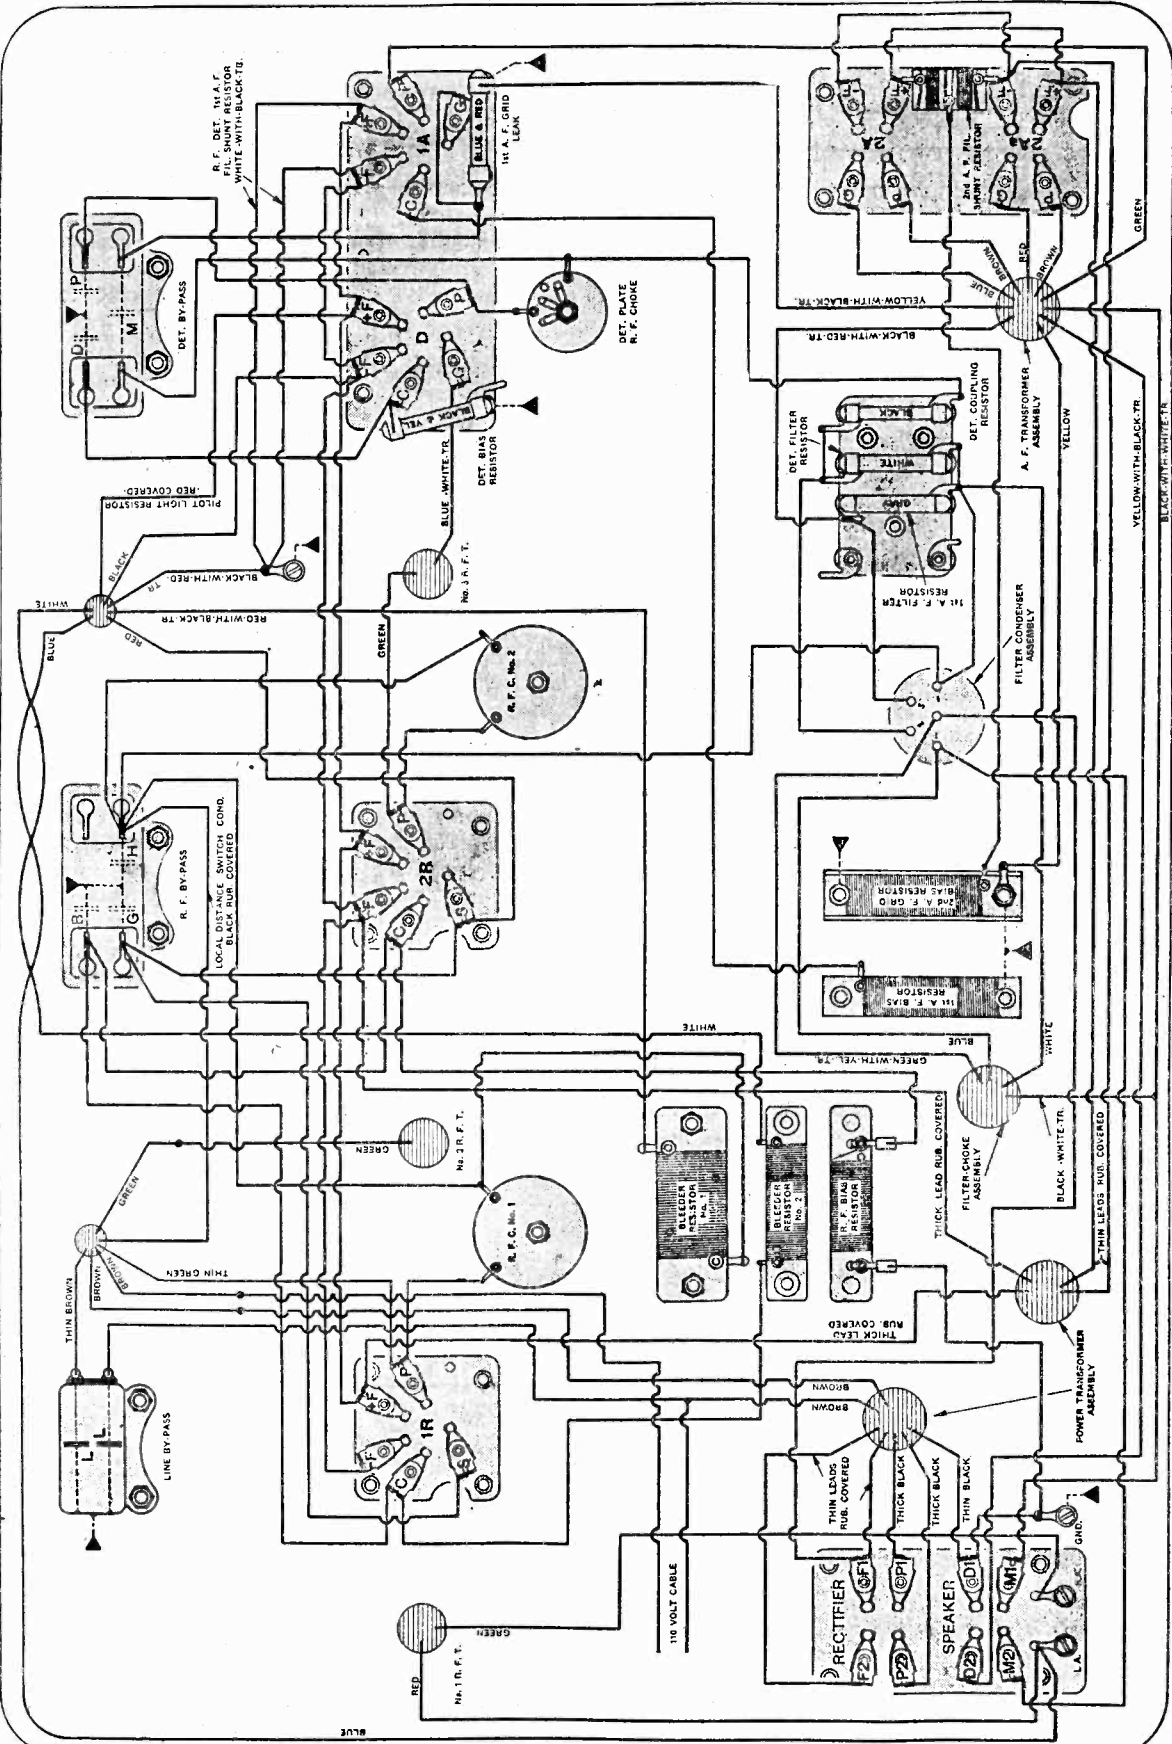 R. F. DET. 1st A. F.
FIL. SHUNT RESISTOR
WHITE-WITH-BLACK-TR.
P
D
M
DET. BY-PASS
1A
F
F
C
G
BLUE & RED
1st A. F. GRID
LEAK
D
+F
-F
C
P
G
BLACK & YEL
DET. BIAS
RESISTOR
BLUE-WHITE-TR.
DET. PLATE
R. F. CHOKE
2nd A. F. FIL.
SHUNT RESISTOR
GREEN
BROWN
RED
BROWN
BLUE
YELLOW-WITH-BLACK-TR.
BLACK-WITH-RED-TR.
A. F. TRANSFORMER
ASSEMBLY
YELLOW
YELLOW-WITH-BLACK-TR.
BLACK-WITH-WHITE-TR.
DET. FILTER
RESISTOR
DET. COUPLING
RESISTOR
BLACK
WHITE
GRAY
1st A. F. FILTER
RESISTOR
FILTER CONDENSER
ASSEMBLY
PILOT LIGHT RESISTOR
RED COVERED.
BLACK
BLACK-WITH-RED-
TR
WHITE
BLUE
RED
RED-WITH-BLACK-TR
No. 3 R. F. T.
GREEN
R. F. C. No. 2
B
G
H
R. F. BY-PASS
LOCAL DISTANCE SWITCH COND.
BLACK RUB. COVERED
2R
+F
-F
C
P
G
2nd A. F. GRID
BIAS RESISTOR
1st A. F. BIAS
RESISTOR
WHITE
BLUE
WHITE
GREEN-WITH-YEL-TR.
No. 2 R. F. T.
GREEN
GREEN
THIN GREEN
THIN BROWN
BROWN
BROWN
R. F. C. No. 1
BLEEDER
RESISTOR
No. 1
BLEEDER
RESISTOR
No. 2
R. F. BIAS
RESISTOR
THICK LEAD RUB. COVERED
FILTER-CHOKE
ASSEMBLY
BLACK-WHITE-TR.
THIN LEADS RUB. COVERED
THICK LEAD
RUB. COVERED
POWER TRANSFORMER
ASSEMBLY
BROWN
BROWN
L
L
LINE BY-PASS
1R
+F
-F
C
P
G
THIN LEADS
RUB. COVERED
THICK BLACK
THICK BLACK
THIN BLACK
RECTIFIER
F1
P1
F2
P2
SPEAKER
D1
M1
D2
M2
GND.
L.A.
110 VOLT CABLE
No. 1 R. F. T.
GREEN
RED
BLUE